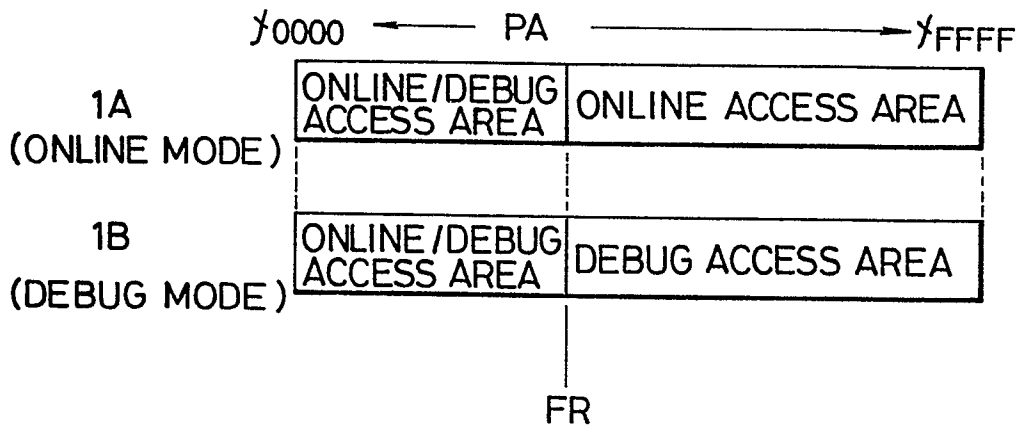 ⊁0000 PA ⊁FFFF
1A
(ONLINE MODE)
ONLINE/DEBUG
ACCESS AREA
ONLINE ACCESS AREA
1B
(DEBUG MODE)
ONLINE/DEBUG
ACCESS AREA
DEBUG ACCESS AREA
FR